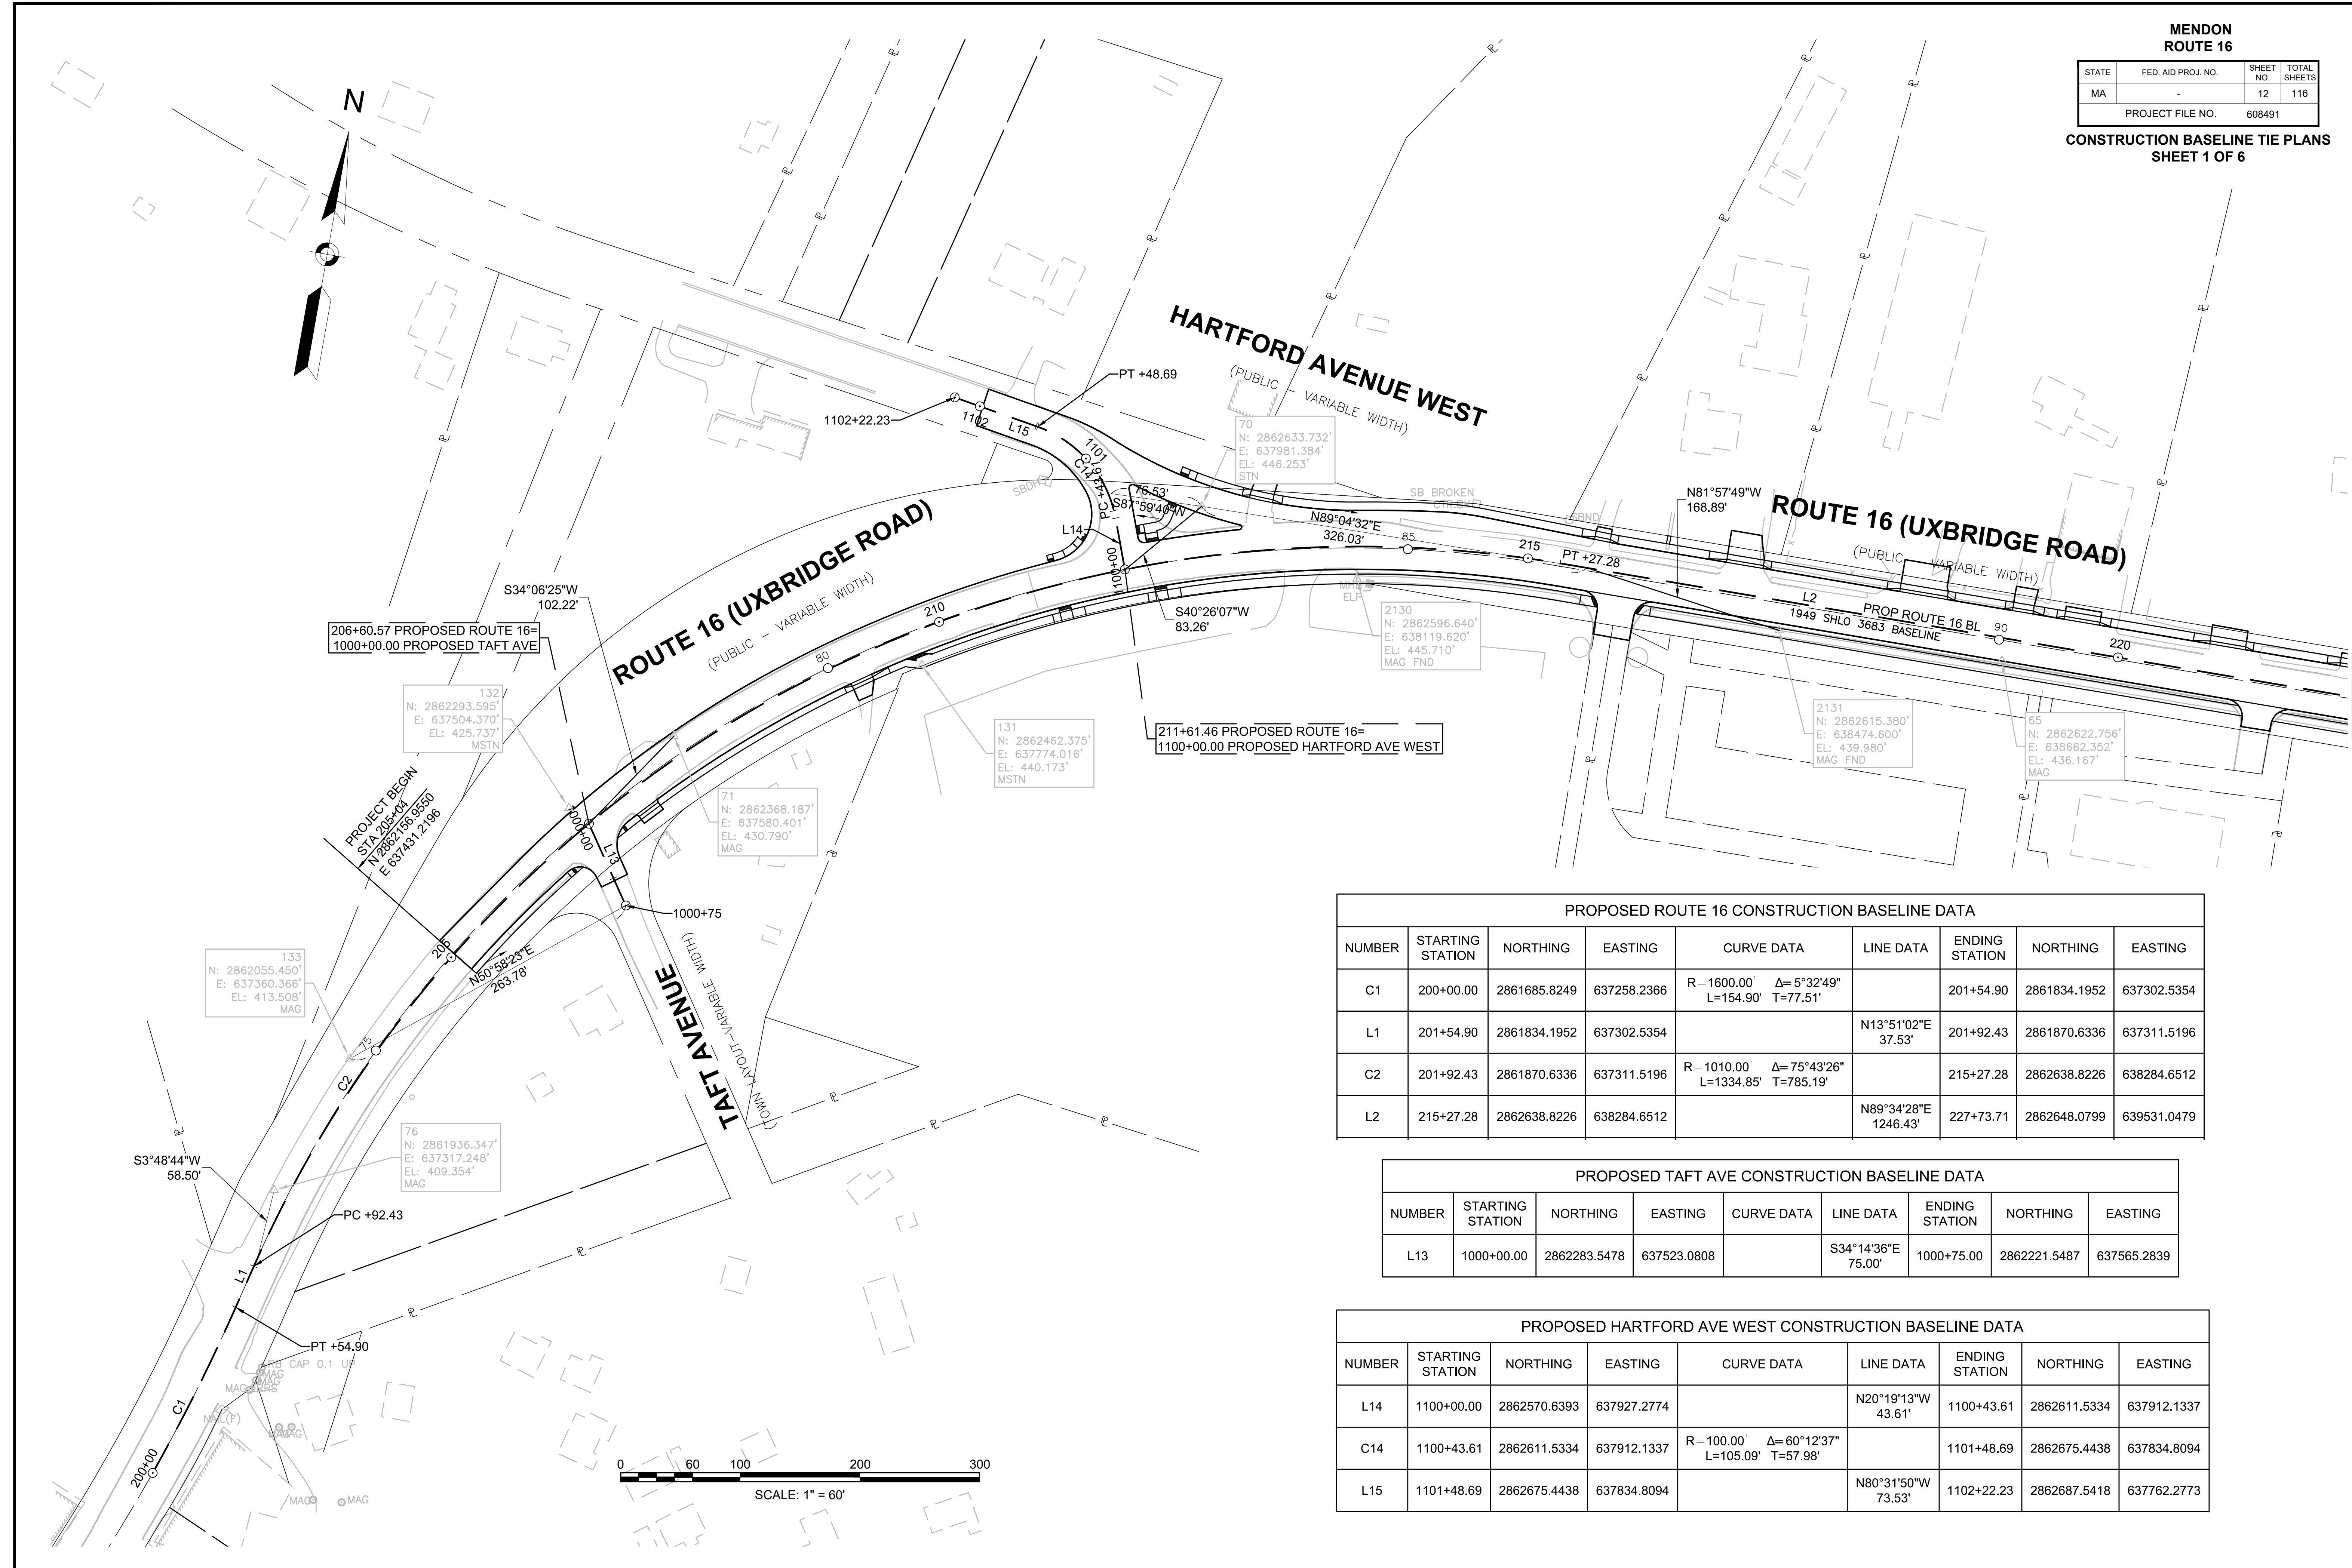 MENDON
ROUTE 16
STATE FED. AID PROJ. NO. SHEET NO. TOTAL SHEETS
MA - 12 116
PROJECT FILE NO. 608491
CONSTRUCTION BASELINE TIE PLANS
SHEET 1 OF 6
N
HARTFORD AVENUE WEST
(PUBLIC - VARIABLE WIDTH)
PT +48.69
1102+22.23
1102
L15
1101
C14
PC +43.61
L14
1100+00
70
N: 2862633.732'
E: 637981.384'
EL: 446.253'
STN
SBDH
76.53'
S87°59'40"W
SB BROKEN
CTR.BKF
SBND
N89°04'32"E
326.03'
85
215
PT +27.28
N81°57'49"W
168.89'
ROUTE 16 (UXBRIDGE ROAD)
(PUBLIC - VARIABLE WIDTH)
L2
PROP ROUTE 16 BL
1949 SHLO 3683 BASELINE
90
220
ROUTE 16 (UXBRIDGE ROAD)
(PUBLIC - VARIABLE WIDTH)
S34°06'25"W
102.22'
206+60.57 PROPOSED ROUTE 16=
1000+00.00 PROPOSED TAFT AVE
210
80
S40°26'07"W
83.26'
MHB
ELP
2130
N: 2862596.640'
E: 638119.620'
EL: 445.710'
MAG FND
132
N: 2862293.595'
E: 637504.370'
EL: 425.737'
MSTN
131
N: 2862462.375'
E: 637774.016'
EL: 440.173'
MSTN
211+61.46 PROPOSED ROUTE 16=
1100+00.00 PROPOSED HARTFORD AVE WEST
2131
N: 2862615.380'
E: 638474.600'
EL: 439.980'
MAG FND
65
N: 2862622.756'
E: 638662.352'
EL: 436.167'
MAG
71
N: 2862368.187'
E: 637580.401'
EL: 430.790'
MAG
PROJECT BEGIN
STA 205+04
N 2862156.9550
E 637431.2196
1000+00
L13
1000+75
205
N50°58'23"E
263.78'
TAFT AVENUE
(TOWN LAYOUT-VARIABLE WIDTH)
133
N: 2862055.450'
E: 637360.366'
EL: 413.508'
MAG
75
C2
76
N: 2861936.347'
E: 637317.248'
EL: 409.354'
MAG
S3°48'44"W
58.50'
PC +92.43
L1
PT +54.90
RB CAP 0.1 UP
MAG
MAG
MAG
NAIL(F)
C1
MAG
MAG
200+00
MAG
MAG
0 60 100 200 300
SCALE: 1" = 60'
PROPOSED ROUTE 16 CONSTRUCTION BASELINE DATA
NUMBER STARTING STATION NORTHING EASTING CURVE DATA LINE DATA ENDING STATION NORTHING EASTING
C1 200+00.00 2861685.8249 637258.2366 R=1600.00' Δ=5°32'49" L=154.90' T=77.51' 201+54.90 2861834.1952 637302.5354
L1 201+54.90 2861834.1952 637302.5354 N13°51'02"E 37.53' 201+92.43 2861870.6336 637311.5196
C2 201+92.43 2861870.6336 637311.5196 R=1010.00' Δ=75°43'26" L=1334.85' T=785.19' 215+27.28 2862638.8226 638284.6512
L2 215+27.28 2862638.8226 638284.6512 N89°34'28"E 1246.43' 227+73.71 2862648.0799 639531.0479
PROPOSED TAFT AVE CONSTRUCTION BASELINE DATA
NUMBER STARTING STATION NORTHING EASTING CURVE DATA LINE DATA ENDING STATION NORTHING EASTING
L13 1000+00.00 2862283.5478 637523.0808 S34°14'36"E 75.00' 1000+75.00 2862221.5487 637565.2839
PROPOSED HARTFORD AVE WEST CONSTRUCTION BASELINE DATA
NUMBER STARTING STATION NORTHING EASTING CURVE DATA LINE DATA ENDING STATION NORTHING EASTING
L14 1100+00.00 2862570.6393 637927.2774 N20°19'13"W 43.61' 1100+43.61 2862611.5334 637912.1337
C14 1100+43.61 2862611.5334 637912.1337 R=100.00' Δ=60°12'37" L=105.09' T=57.98' 1101+48.69 2862675.4438 637834.8094
L15 1101+48.69 2862675.4438 637834.8094 N80°31'50"W 73.53' 1102+22.23 2862687.5418 637762.2773